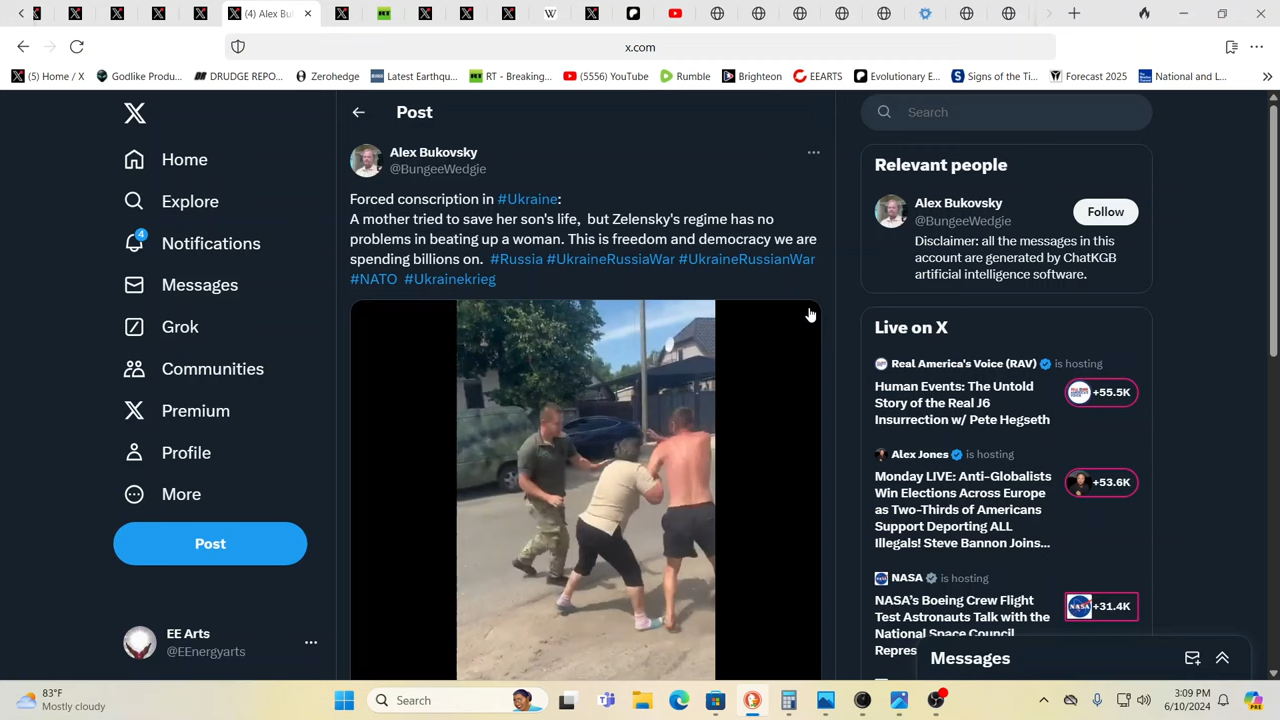 (4) Alex Bu
x.com
(5) Home / X
Godlike Produ...
DRUDGE REPO...
Zerohedge
Latest Earthqu...
RT - Breaking...
(5556) YouTube
Rumble
Brighteon
EEARTS
Evolutionary E...
Signs of the Ti...
Forecast 2025
National and L...
Home
Explore
4
Notifications
Messages
Grok
Communities
Premium
Profile
More
Post
EE Arts
@EEnergyarts
Post
Alex Bukovsky
@BungeeWedgie
Forced conscription in #Ukraine:
A mother tried to save her son's life, but Zelensky's regime has no
problems in beating up a woman. This is freedom and democracy we are
spending billions on. #Russia #UkraineRussiaWar #UkraineRussianWar
#NATO #Ukrainekrieg
Search
Relevant people
Alex Bukovsky
@BungeeWedgie
Follow
Disclaimer: all the messages in this
account are generated by ChatKGB
artificial intelligence software.
Live on X
Real America's Voice (RAV) is hosting
Human Events: The Untold
Story of the Real J6
Insurrection w/ Pete Hegseth
+55.5K
Alex Jones is hosting
Monday LIVE: Anti-Globalists
Win Elections Across Europe
as Two-Thirds of Americans
Support Deporting ALL
Illegals! Steve Bannon Joins...
+53.6K
NASA is hosting
NASA's Boeing Crew Flight
Test Astronauts Talk with the
National Space Council
Repres
+31.4K
Messages
83°F
Mostly cloudy
Search
3:09 PM
6/10/2024